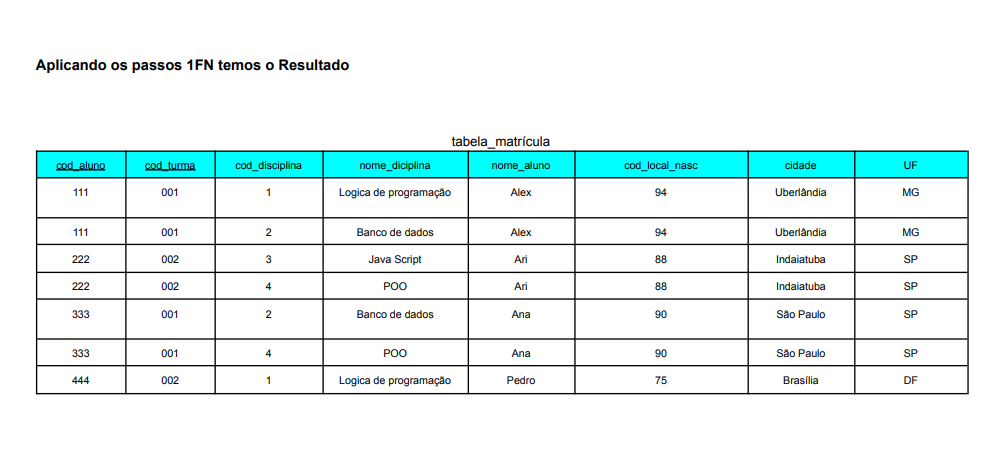 Aplicando os passos 1FN temos o Resultado
tabela_matrícula
cod_aluno cod_turma cod_disciplina nome_diciplina nome_aluno cod_local_nasc cidade UF
111 001 1 Logica de programação Alex 94 Uberlândia MG
111 001 2 Banco de dados Alex 94 Uberlândia MG
222 002 3 Java Script Ari 88 Indaiatuba SP
222 002 4 POO Ari 88 Indaiatuba SP
333 001 2 Banco de dados Ana 90 São Paulo SP
333 001 4 POO Ana 90 São Paulo SP
444 002 1 Logica de programação Pedro 75 Brasília DF